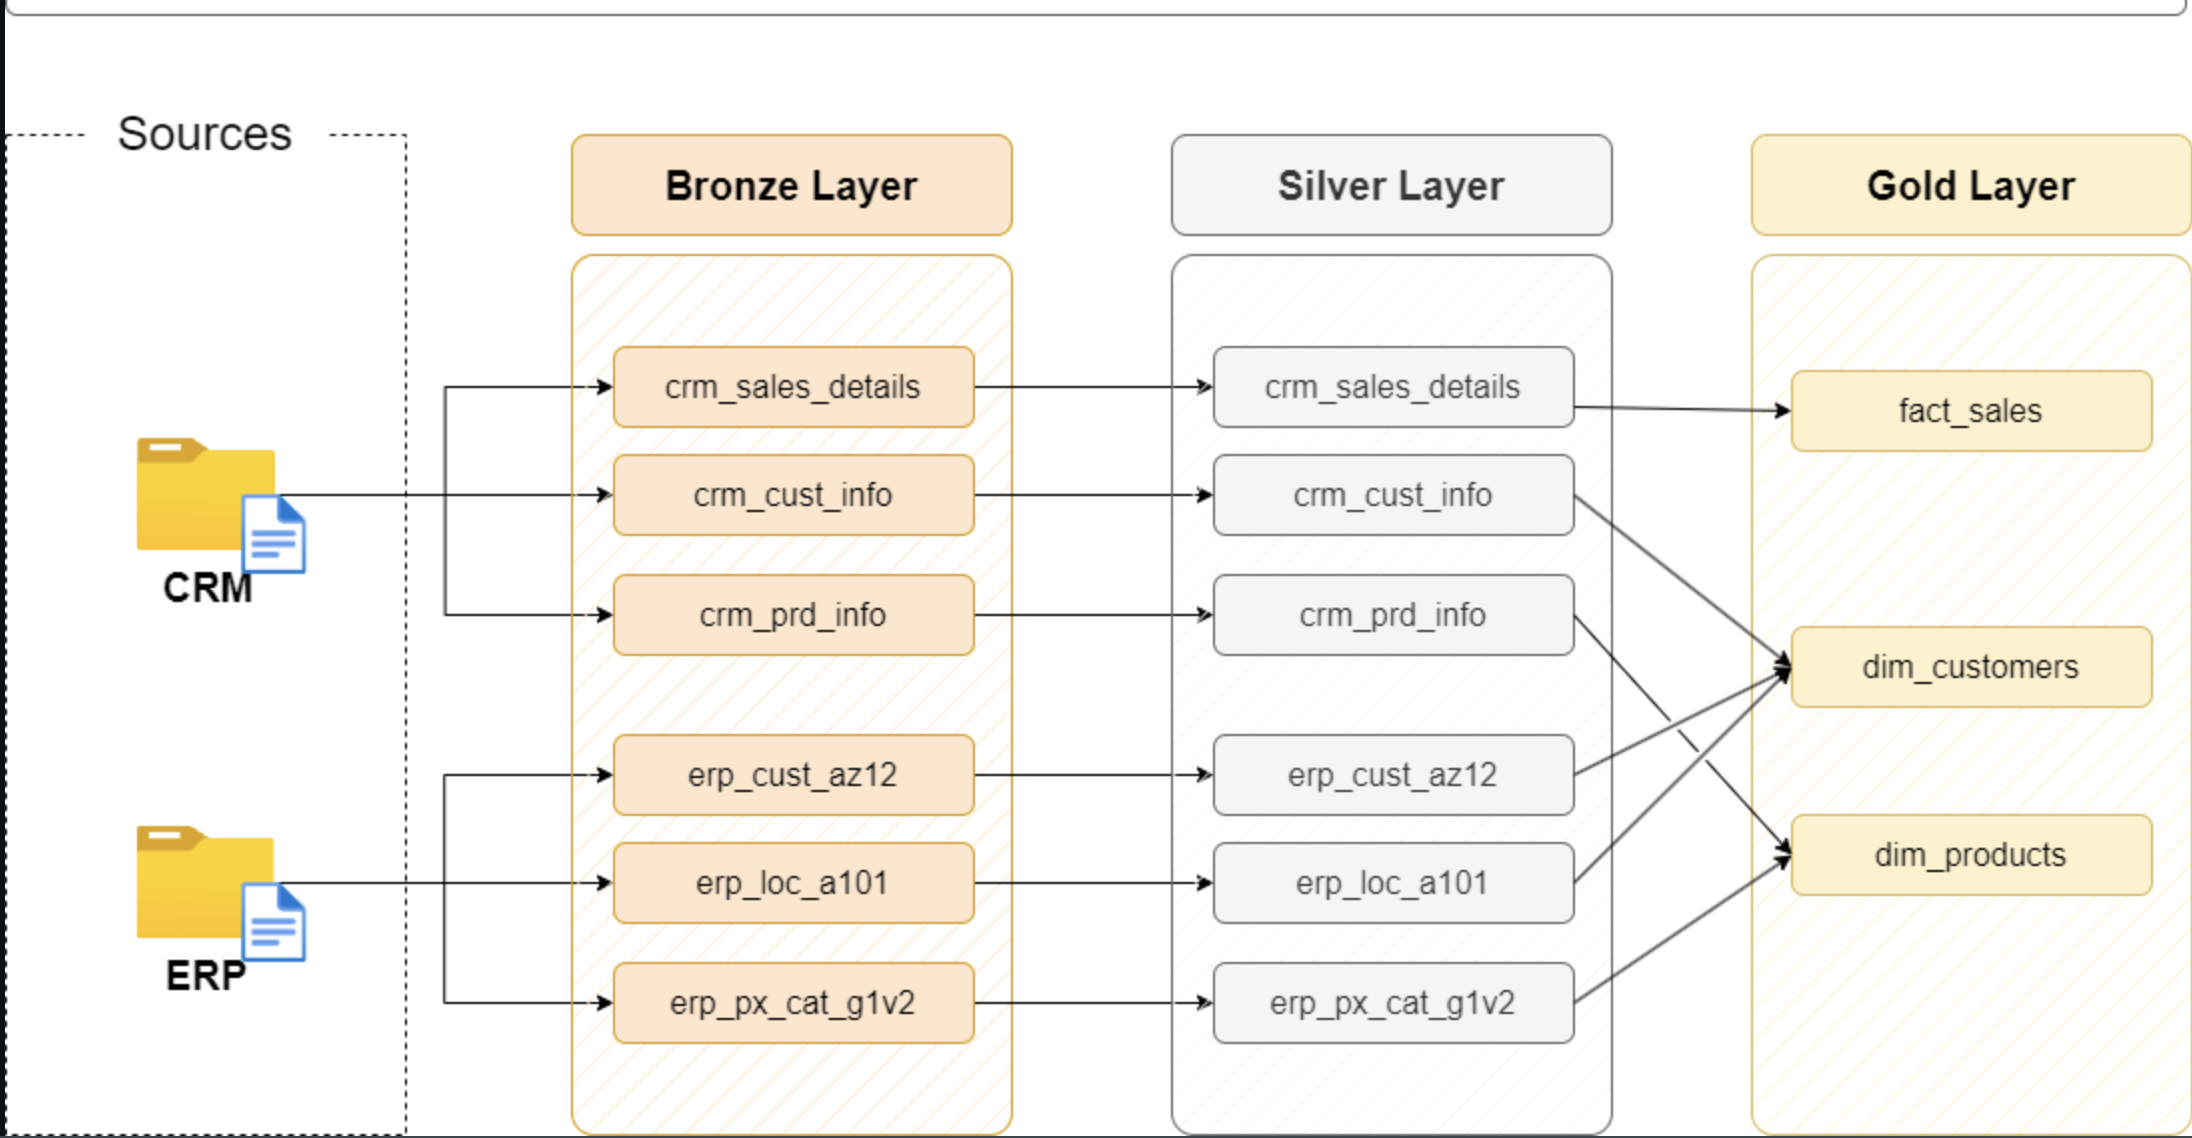 Sources
Bronze Layer
Silver Layer
Gold Layer
CRM
ERP
crm_sales_details
crm_cust_info
crm_prd_info
erp_cust_az12
erp_loc_a101
erp_px_cat_g1v2
crm_sales_details
crm_cust_info
crm_prd_info
erp_cust_az12
erp_loc_a101
erp_px_cat_g1v2
fact_sales
dim_customers
dim_products